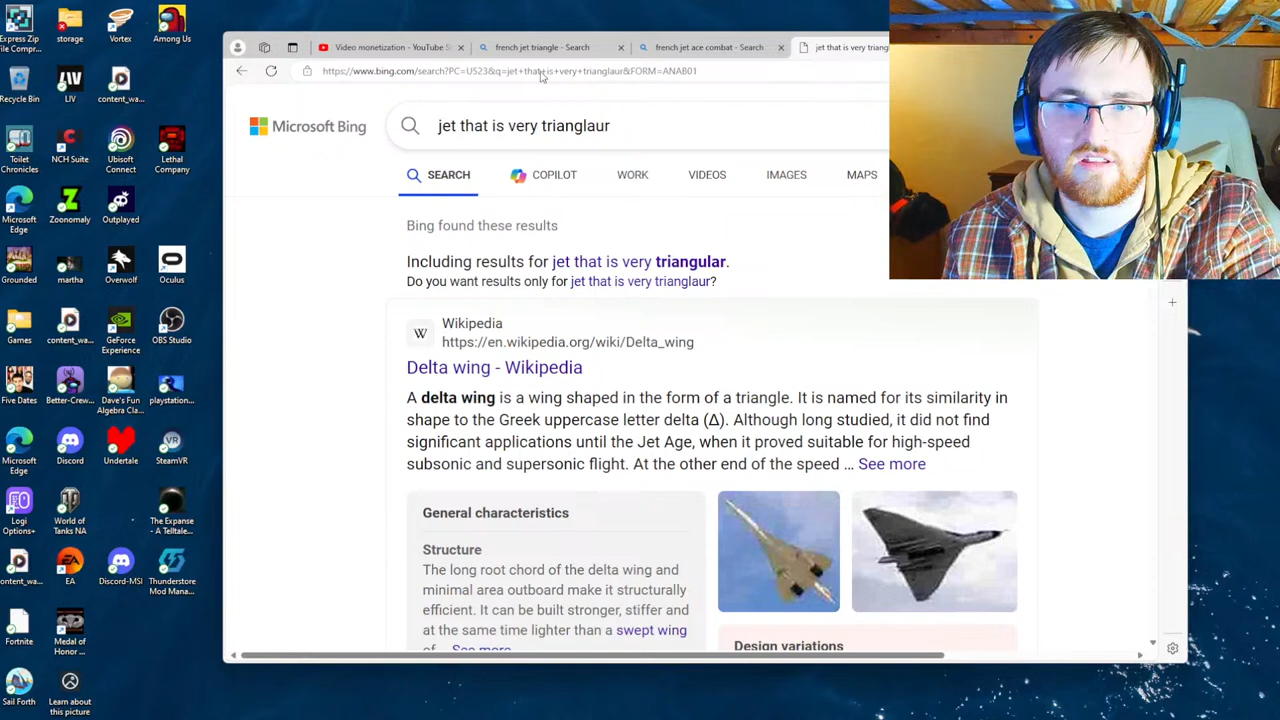 Express Zip
File Compr...
storage
Vortex
Among Us
Recycle Bin
LIV
content_wa...
Toilet
Chronicles
NCH Suite
Ubisoft
Connect
Lethal
Company
Microsoft
Edge
Zoonomaly
Outplayed
Grounded
martha
Overwolf
Oculus
Games
content_wa...
GeForce
Experience
OBS Studio
Five Dates
Better-Crew...
Dave's Fun
Algebra Cla...
playstation...
Microsoft
Edge
Discord
Undertale
SteamVR
Logi
Options+
World of
Tanks NA
The Expanse
- A Telltale...
content_wa...
EA
Discord-MSI
Thunderstore
Mod Mana...
Fortnite
Medal of
Honor ...
Sail Forth
Learn about
this picture
Video monetization - YouTube S
french jet triangle - Search
french jet ace combat - Search
jet that is very triang
https://www.bing.com/search?PC=U523&q=jet+that+is+very+trianglaur&FORM=ANAB01
Microsoft Bing
jet that is very trianglaur
SEARCH
COPILOT
WORK
VIDEOS
IMAGES
MAPS
Bing found these results
Including results for jet that is very triangular.
Do you want results only for jet that is very trianglaur?
W
Wikipedia
https://en.wikipedia.org/wiki/Delta_wing
Delta wing - Wikipedia
A delta wing is a wing shaped in the form of a triangle. It is named for its similarity in
shape to the Greek uppercase letter delta (Δ). Although long studied, it did not find
significant applications until the Jet Age, when it proved suitable for high-speed
subsonic and supersonic flight. At the other end of the speed ... See more
General characteristics
Structure
The long root chord of the delta wing and
minimal area outboard make it structurally
efficient. It can be built stronger, stiffer and
at the same time lighter than a swept wing
of... See more
Design variations